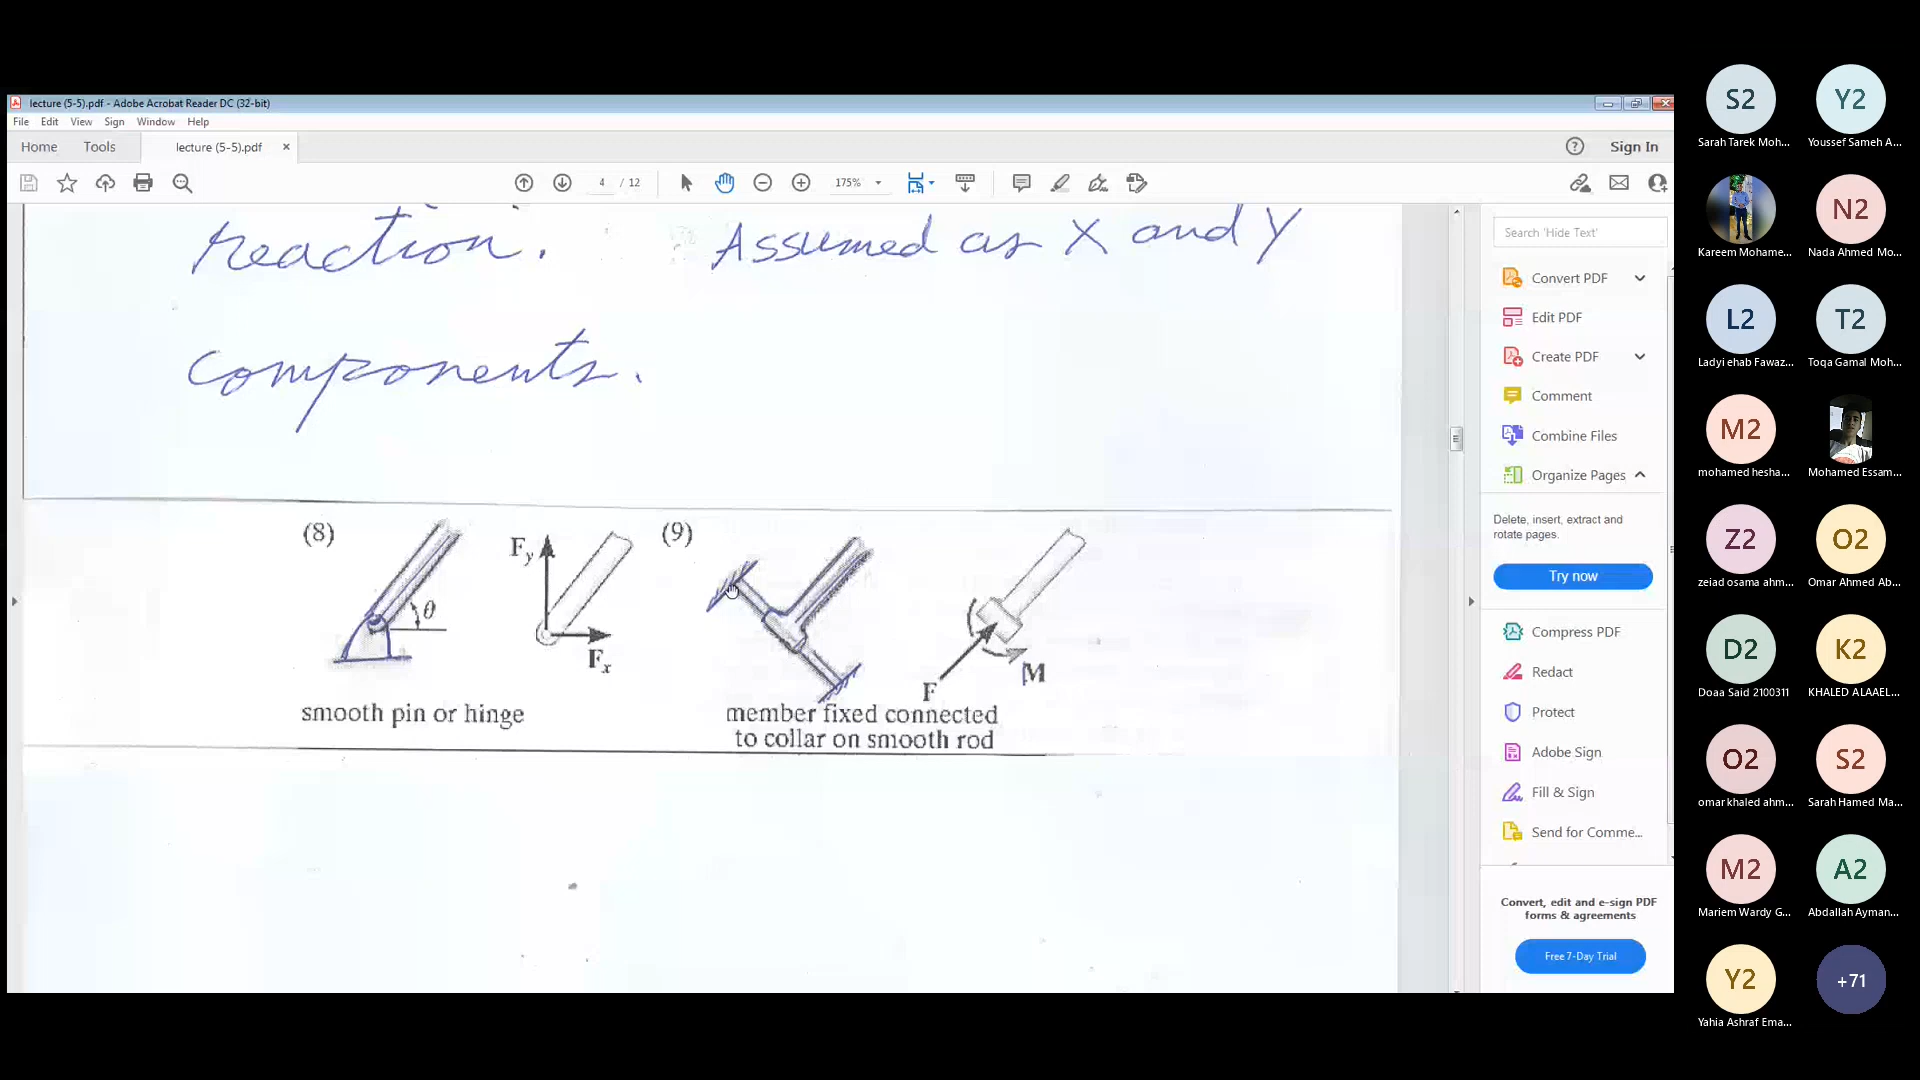 lecture (5-5).pdf - Adobe Acrobat Reader DC (32-bit)
File Edit View Sign Window Help
Home Tools lecture (5-5).pdf × Sign In
4 / 12 175%
reaction. Assumed as X and Y
components.
(8) Fy θ Fx (9) F M
smooth pin or hinge
member fixed connected
to collar on smooth rod
Search 'Hide Text'
Convert PDF
Edit PDF
Create PDF
Comment
Combine Files
Organize Pages
Delete, insert, extract and
rotate pages.
Try now
Compress PDF
Redact
Protect
Adobe Sign
Fill & Sign
Send for Comme...
Convert, edit and e-sign PDF
forms & agreements
Free 7-Day Trial
S2 Y2
Sarah Tarek Moh... Youssef Sameh A...
N2
Kareem Mohame... Nada Ahmed Mo...
L2 T2
Ladyi ehab Fawaz... Toqa Gamal Moh...
M2
mohamed hesha... Mohamed Essam...
Z2 O2
zeiad osama ahm... Omar Ahmed Ab...
D2 K2
Doaa Said 2100311 KHALED ALAAEL...
O2 S2
omar khaled ahm... Sarah Hamed Ma...
M2 A2
Mariem Wardy G... Abdallah Ayman...
Y2 +71
Yahia Ashraf Ema...